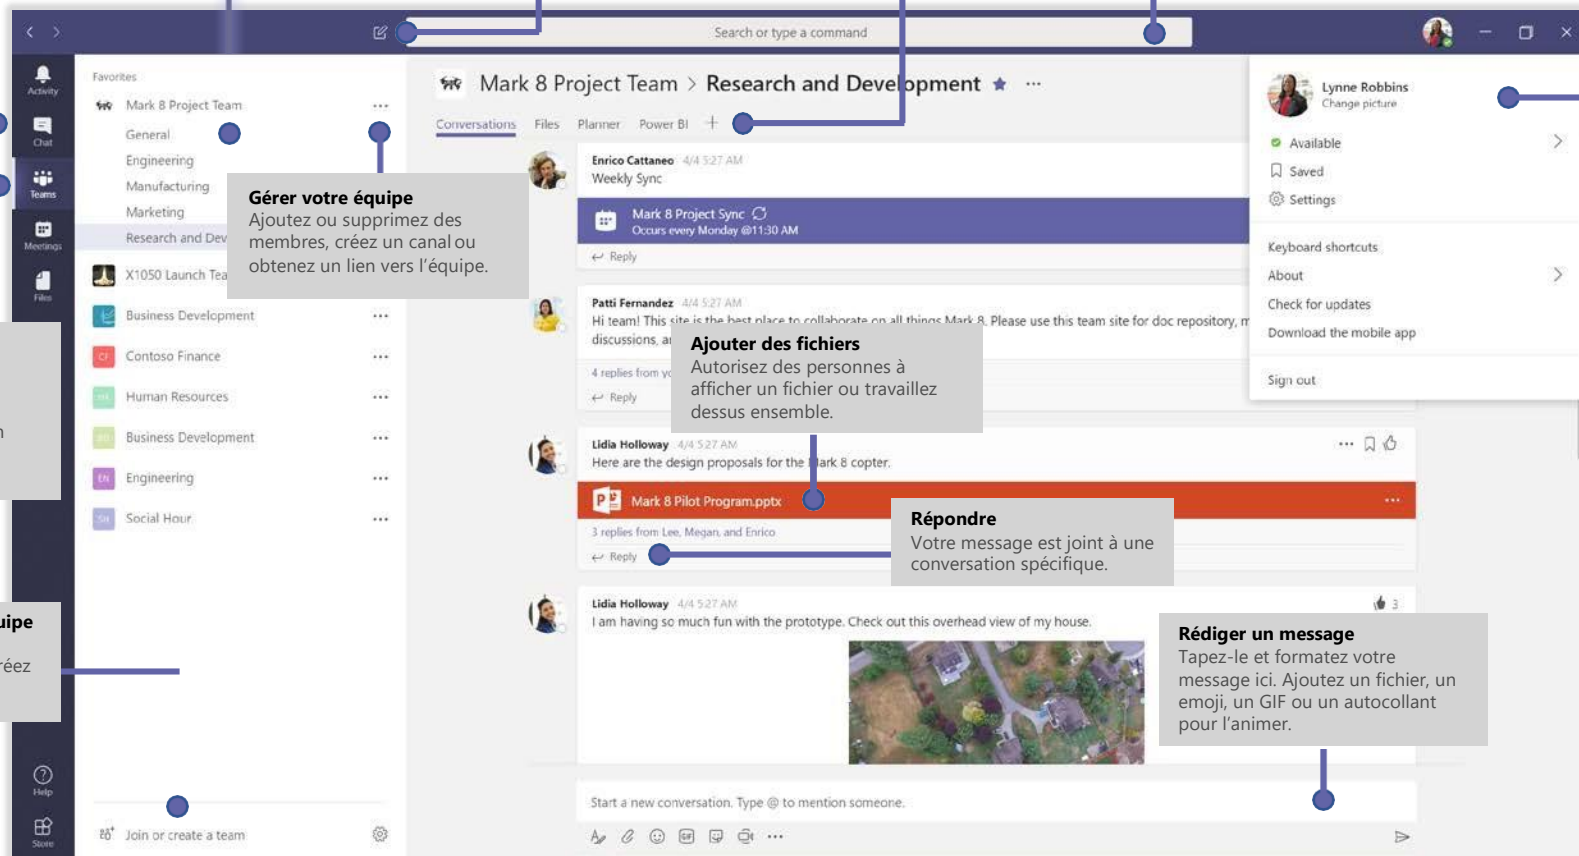 Search or type a command
Activity
Chat
Teams
Meetings
Files
Help
Store
Favorites
Mark 8 Project Team
General
Engineering
Manufacturing
Marketing
Research and Dev
X1050 Launch Tea
Business Development
CF
Contoso Finance
Human Resources
Business Development
EN
Engineering
SH
Social Hour
Join or create a team
Gérer votre équipe
Ajoutez ou supprimez des
membres, créez un canal ou
obtenez un lien vers l’équipe.
uipe
réez
n
Mark 8 Project Team > Research and Development
Conversations Files Planner Power BI
Enrico Cattaneo 4/4 5:27 AM
Weekly Sync
Mark 8 Project Sync
Occurs every Monday @11:30 AM
Reply
Patti Fernandez 4/4 5:27 AM
Hi team! This site is the best place to collaborate on all things Mark 8. Please use this team site for doc repository, m
discussions, a
4 replies from yo
Reply
Ajouter des fichiers
Autorisez des personnes à
afficher un fichier ou travaillez
dessus ensemble.
Lidia Holloway 4/4 5:27 AM
Here are the design proposals for the Mark 8 copter.
Mark 8 Pilot Program.pptx
3 replies from Lee, Megan, and Enrico
Reply
Répondre
Votre message est joint à une
conversation spécifique.
Lidia Holloway 4/4 5:27 AM
3
I am having so much fun with the prototype. Check out this overhead view of my house.
Rédiger un message
Tapez-le et formatez votre
message ici. Ajoutez un fichier, un
emoji, un GIF ou un autocollant
pour l’animer.
Start a new conversation. Type @ to mention someone.
GIF
Lynne Robbins
Change picture
Available
Saved
Settings
Keyboard shortcuts
About
Check for updates
Download the mobile app
Sign out